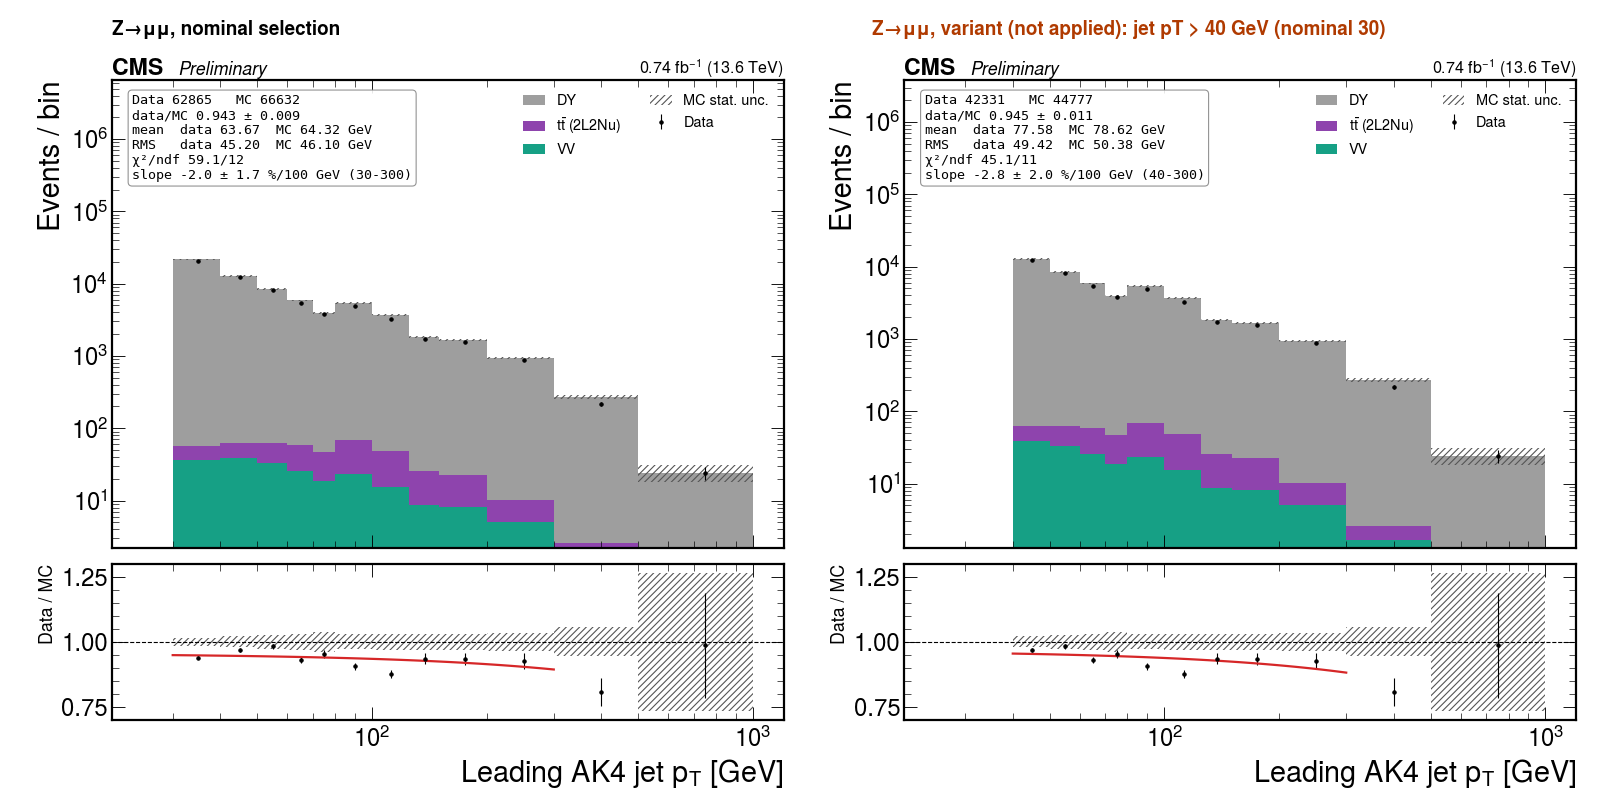 Z→μμ, nominal selection
CMS Preliminary 0.74 fb⁻¹ (13.6 TeV)
Events / bin
Data 62865   MC 66632
data/MC 0.943 ± 0.009
mean  data 63.67  MC 64.32 GeV
RMS   data 45.20  MC 46.10 GeV
χ²/ndf 59.1/12
slope -2.0 ± 1.7 %/100 GeV (30-300)
DY
tt̄ (2L2Nu)
VV
MC stat. unc.
Data
10⁶
10⁵
10⁴
10³
10²
10¹
Data / MC
1.25
1.00
0.75
10² 10³
Leading AK4 jet p_T [GeV]
Z→μμ, variant (not applied): jet pT > 40 GeV (nominal 30)
CMS Preliminary 0.74 fb⁻¹ (13.6 TeV)
Events / bin
Data 42331   MC 44777
data/MC 0.945 ± 0.011
mean  data 77.58  MC 78.62 GeV
RMS   data 49.42  MC 50.38 GeV
χ²/ndf 45.1/11
slope -2.8 ± 2.0 %/100 GeV (40-300)
DY
tt̄ (2L2Nu)
VV
MC stat. unc.
Data
10⁶
10⁵
10⁴
10³
10²
10¹
Data / MC
1.25
1.00
0.75
10² 10³
Leading AK4 jet p_T [GeV]